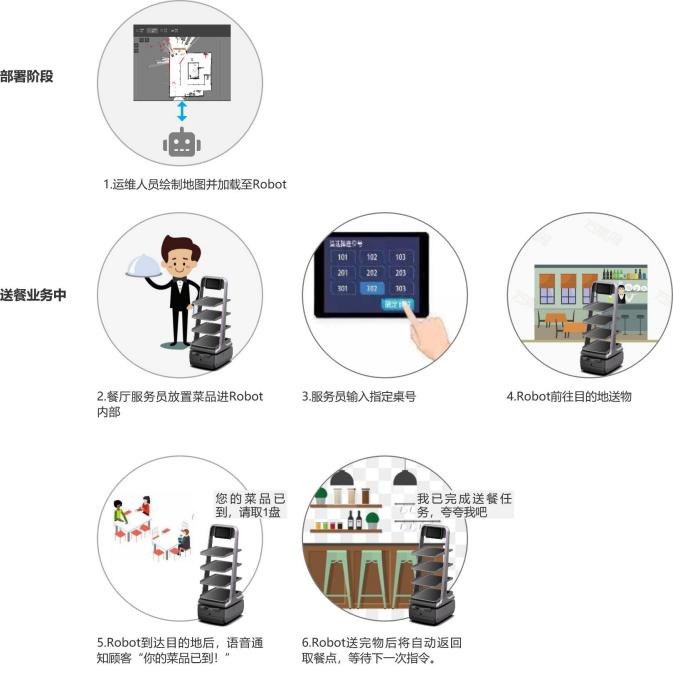 部署阶段
1.运维人员绘制地图并加载至Robot
送餐业务中
101 102 103
201 202 203
301 302 303
2.餐厅服务员放置菜品进Robot
内部
3.服务员输入指定桌号
4.Robot前往目的地送物
您的菜品已
到，请取1盘
我已完成送餐任
务，夸夸我吧
5.Robot到达目的地后，语音通
知顾客“你的菜品已到！”
6.Robot送完物后将自动返回
取餐点，等待下一次指令。